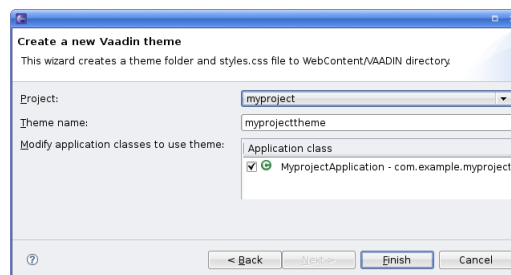 Create a new Vaadin theme
This wizard creates a theme folder and styles.css file to WebContent/VAADIN directory.
Project:
myproject
Theme name:
myprojecttheme
Modify application classes to use theme:
Application class
MyprojectApplication - com.example.myproject
< Back
Next >
Finish
Cancel